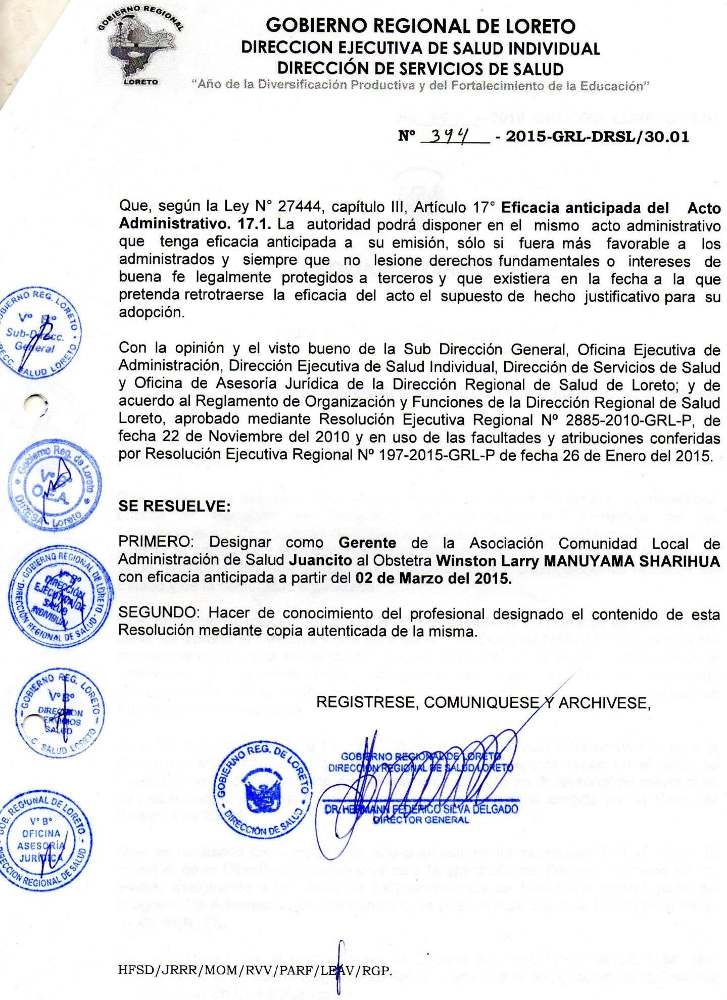 GOBIERNO REGIONAL
LORETO
GOBIERNO REGIONAL DE LORETO
DIRECCION EJECUTIVA DE SALUD INDIVIDUAL
DIRECCIÓN DE SERVICIOS DE SALUD
“Año de la Diversificación Productiva y del Fortalecimiento de la Educación”
Nº 394 - 2015-GRL-DRSL/30.01
Que, según la Ley N° 27444, capítulo III, Artículo 17° Eficacia anticipada del Acto
Administrativo. 17.1. La autoridad podrá disponer en el mismo acto administrativo
que tenga eficacia anticipada a su emisión, sólo si fuera más favorable a los
administrados y siempre que no lesione derechos fundamentales o intereses de
buena fe legalmente protegidos a terceros y que existiera en la fecha a la que
pretenda retrotraerse la eficacia del acto el supuesto de hecho justificativo para su
adopción.
GOBIERNO REG. LORETO
Vº Bº
Sub-Direcc.
General
DIRECC. SALUD LORETO
Con la opinión y el visto bueno de la Sub Dirección General, Oficina Ejecutiva de
Administración, Dirección Ejecutiva de Salud Individual, Dirección de Servicios de Salud
y Oficina de Asesoría Jurídica de la Dirección Regional de Salud de Loreto; y de
acuerdo al Reglamento de Organización y Funciones de la Dirección Regional de Salud
Loreto, aprobado mediante Resolución Ejecutiva Regional Nº 2885-2010-GRL-P, de
fecha 22 de Noviembre del 2010 y en uso de las facultades y atribuciones conferidas
por Resolución Ejecutiva Regional Nº 197-2015-GRL-P de fecha 26 de Enero del 2015.
Gobierno Reg. de Loreto
Vº Bº
O.E.A.
DIRESA - Loreto
SE RESUELVE:
PRIMERO: Designar como Gerente de la Asociación Comunidad Local de
Administración de Salud Juancito al Obstetra Winston Larry MANUYAMA SHARIHUA
con eficacia anticipada a partir del 02 de Marzo del 2015.
GOBIERNO REGIONAL DE LORETO
Vº Bº
DIRECCIÓN
EJECUTIVA DE
SALUD
INDIVIDUAL
DIRECCIÓN REGIONAL DE SALUD
SEGUNDO: Hacer de conocimiento del profesional designado el contenido de esta
Resolución mediante copia autenticada de la misma.
GOBIERNO REG. LORETO
Vº Bº
DIRECCION
SERVICIOS
SALUD
SALUD LORETO
REGISTRESE, COMUNIQUESE Y ARCHIVESE,
GOBIERNO REG. DE LORETO
DIRECCIÓN DE SALUD
GOBIERNO REGIONAL DE LORETO
DIRECCION REGIONAL DE SALUD LORETO
DR. HERMANN FEDERICO SILVA DELGADO
DIRECTOR GENERAL
GOB. REGIONAL DE LORETO
Vº Bº
OFICINA
ASESORÍA
JURÍDICA
DIRECCION REGIONAL DE SALUD
HFSD/JRRR/MOM/RVV/PARF/LEAV/RGP.